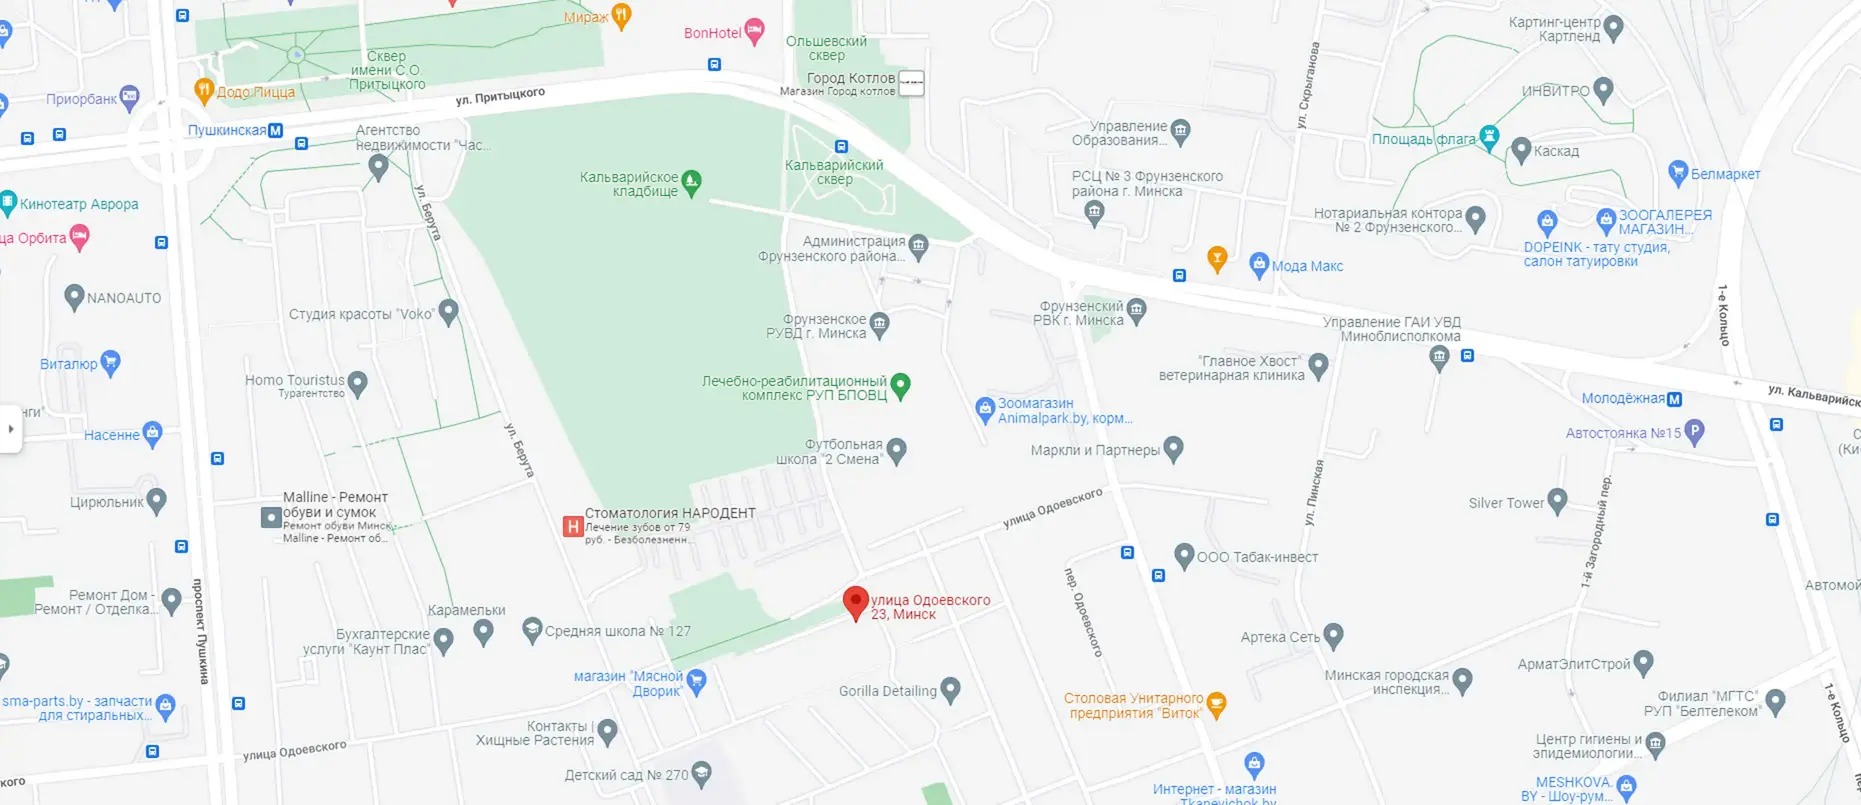 Мираж
BonHotel
Ольшевский
сквер
Картинг-центр
Картленд
Сквер
имени С.О.
Притыцкого
Город Котлов
Магазин Город котлов
ул. Скрыганова
Приорбанк
Додо Пицца
ул. Притыцкого
ИНВИТРО
Пушкинская
М
Агентство
недвижимости "Час...
Управление
Образования...
Площадь флага
Каскад
Кальварийское
кладбище
Кальварийский
сквер
РСЦ № 3 Фрунзенского
района г. Минска
Белмаркет
Кинотеатр Аврора
ул. Берута
Нотариальная контора
№ 2 Фрунзенского...
ЗООГАЛЕРЕЯ
МАГАЗИН...
ца Орбита
Администрация
Фрунзенского района...
DOPEINK - тату студия,
салон татуировки
Мода Макс
NANOAUTO
Студия красоты "Voko"
Фрунзенское
РУВД г. Минска
Фрунзенский
РВК г. Минска
Управление ГАИ УВД
Миноблисполкома
1-е Кольцо
Виталюр
Homo Touristus
Турагентство
Лечебно-реабилитационный
комплекс РУП БПОВЦ
"Главное Хвост"
ветеринарная клиника
ул. Кальварийск
Молодёжная
М
нги"
Насенне
ул. Берута
Зоомагазин
Animalpark.by, корм...
Футбольная
школа "2 Смена"
Маркли и Партнеры
Автостоянка №15
P
(Ки
Цирюльник
Malline - Ремонт
обуви и сумок
Ремонт обуви Минск,
Malline - Ремонт об...
Н
Стоматология НАРОДЕНТ
Лечение зубов от 79
руб. - Безболезненн...
улица Одоевского
ул. Пинская
Silver Tower
1-й Загородный пер.
ООО Табак-инвест
проспект Пушкина
Ремонт Дом -
Ремонт / Отделка...
Карамельки
улица Одоевского
23, Минск
пер. Одоевского
Автомой
Бухгалтерские
услуги "Каунт Плас"
Средняя школа № 127
Артека Сеть
АрматЭлитСтрой
магазин "Мясной
Дворик"
Gorilla Detailing
Столовая Унитарного
предприятия "Виток"
Минская городская
инспекция...
Филиал "МГТС"
РУП "Белтелеком"
1-е Кольцо
sma-parts.by - запчасти
для стиральных...
Контакты |
Хищные Растения
улица Одоевского
Центр гигиены и
эпидемиологии...
ского
Детский сад № 270
Интернет - магазин
Tkanevichok.by
MESHKOVA.
BY - Шоу-рум...